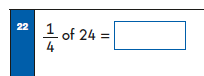 22
1/4 of 24 =